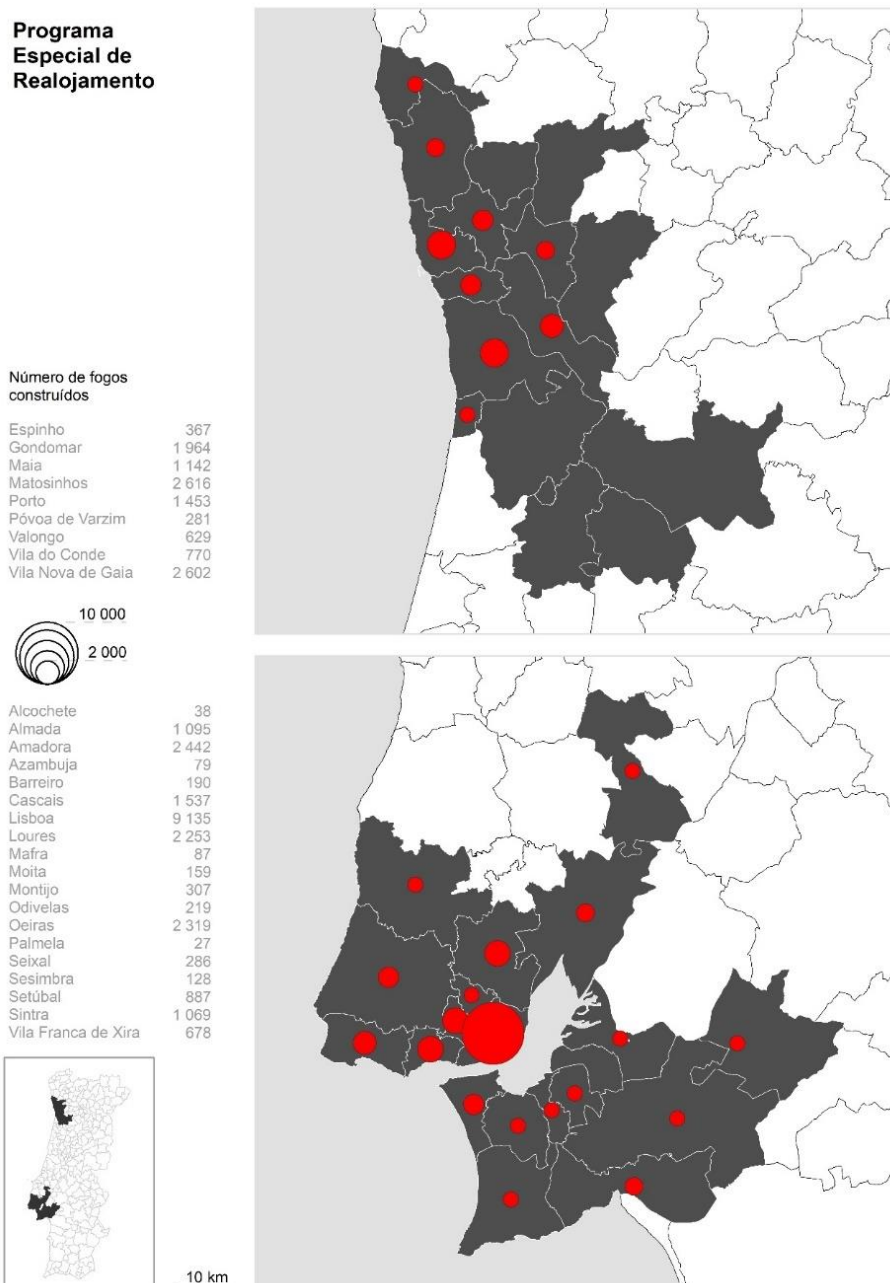 Programa
Especial de
Realojamento
Número de fogos
construídos
Espinho 367
Gondomar 1 964
Maia 1 142
Matosinhos 2 616
Porto 1 453
Póvoa de Varzim 281
Valongo 629
Vila do Conde 770
Vila Nova de Gaia 2 602
10 000
2 000
Alcochete 38
Almada 1 095
Amadora 2 442
Azambuja 79
Barreiro 190
Cascais 1 537
Lisboa 9 135
Loures 2 253
Mafra 87
Moita 159
Montijo 307
Odivelas 219
Oeiras 2 319
Palmela 27
Seixal 286
Sesimbra 128
Setúbal 887
Sintra 1 069
Vila Franca de Xira 678
10 km